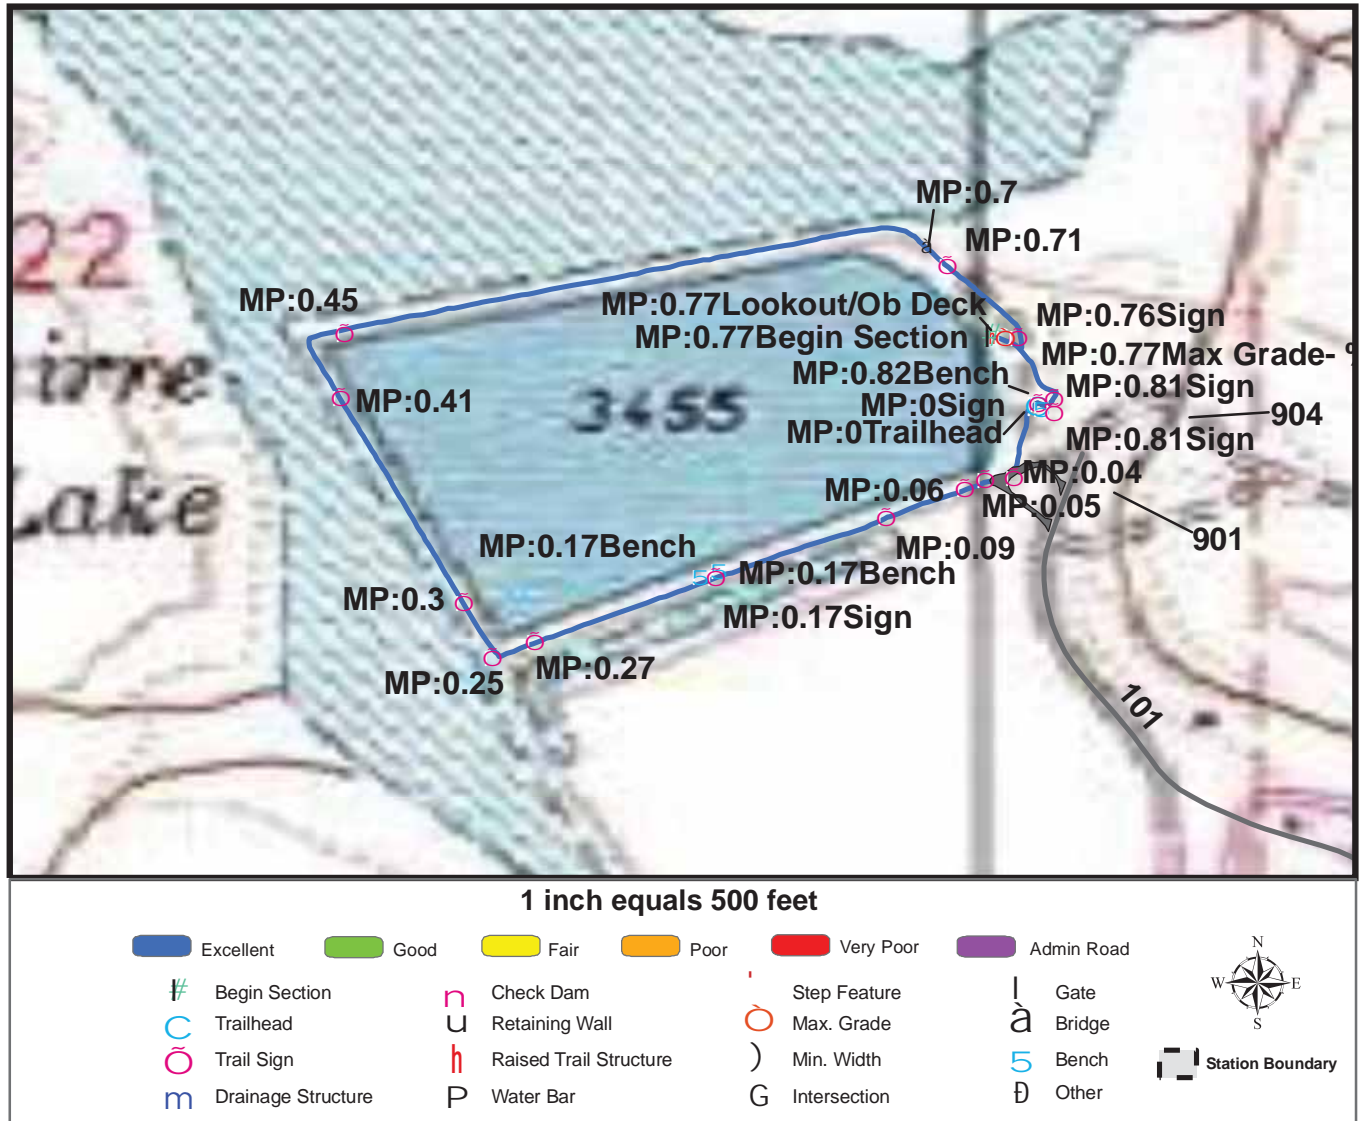 MP:0.7
MP:0.71
22
MP:0.45
MP:0.77Lookout/Ob Deck
MP:0.76Sign
MP:0.77Begin Section
MP:0.77Max Grade- %
irre
MP:0.82Bench
MP:0.81Sign
MP:0.41
3455
MP:0Sign
904
MP:0Trailhead
MP:0.81Sign
Lake
MP:0.04
MP:0.06
MP:0.05
901
MP:0.17Bench
MP:0.09
MP:0.17Bench
MP:0.3
MP:0.17Sign
MP:0.27
MP:0.25
101
1 inch equals 500 feet
Excellent
Good
Fair
Poor
Very Poor
Admin Road
Begin Section
Check Dam
Step Feature
Gate
Trailhead
Retaining Wall
Max. Grade
Bridge
Trail Sign
Raised Trail Structure
Min. Width
Bench
Drainage Structure
Water Bar
Intersection
Other
N
W E
S
Station Boundary